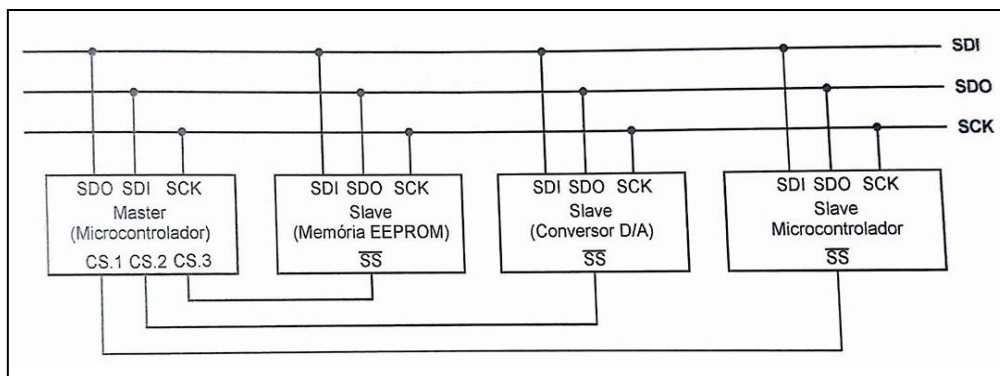 SDI
SDO
SCK
SDO SDI SCK
Master
(Microcontrolador)
CS.1 CS.2 CS.3
SDI SDO SCK
Slave
(Memória EEPROM)
SS
SDI SDO SCK
Slave
(Conversor D/A)
SS
SDI SDO SCK
Slave
Microcontrolador
SS